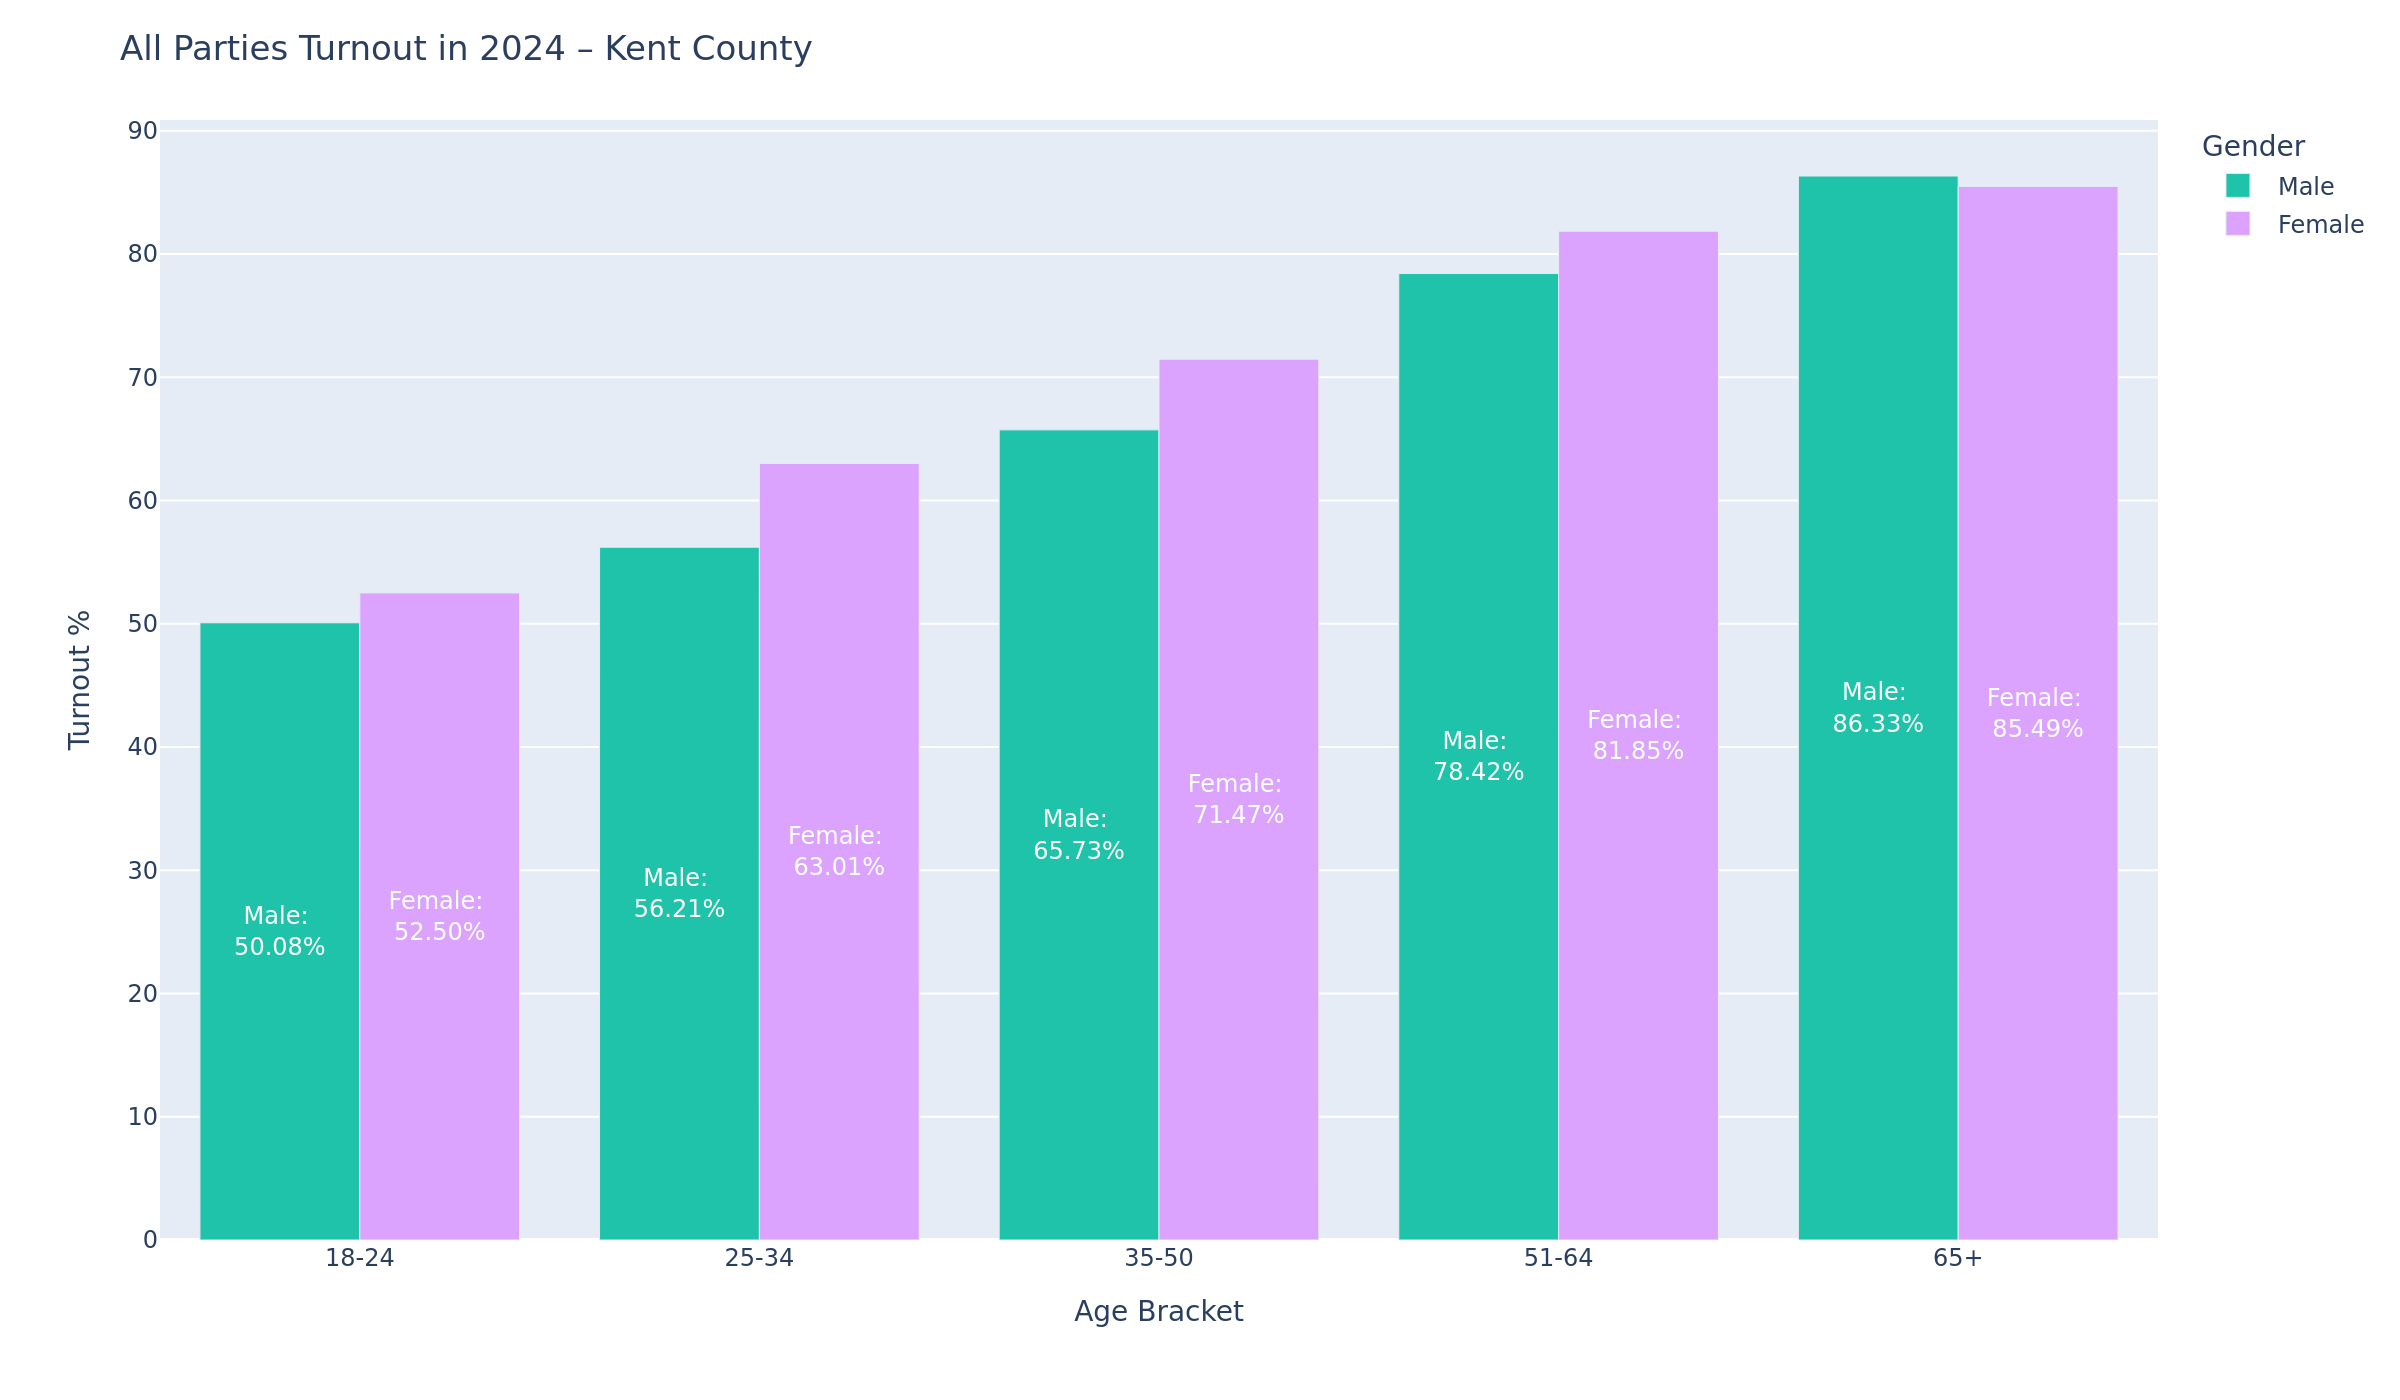 All Parties Turnout in 2024 – Kent County
Gender
Male
Female
Turnout %
90
80
70
60
50
40
30
20
10
0
Male:
50.08%
Female:
52.50%
Male:
56.21%
Female:
63.01%
Male:
65.73%
Female:
71.47%
Male:
78.42%
Female:
81.85%
Male:
86.33%
Female:
85.49%
18-24
25-34
35-50
51-64
65+
Age Bracket